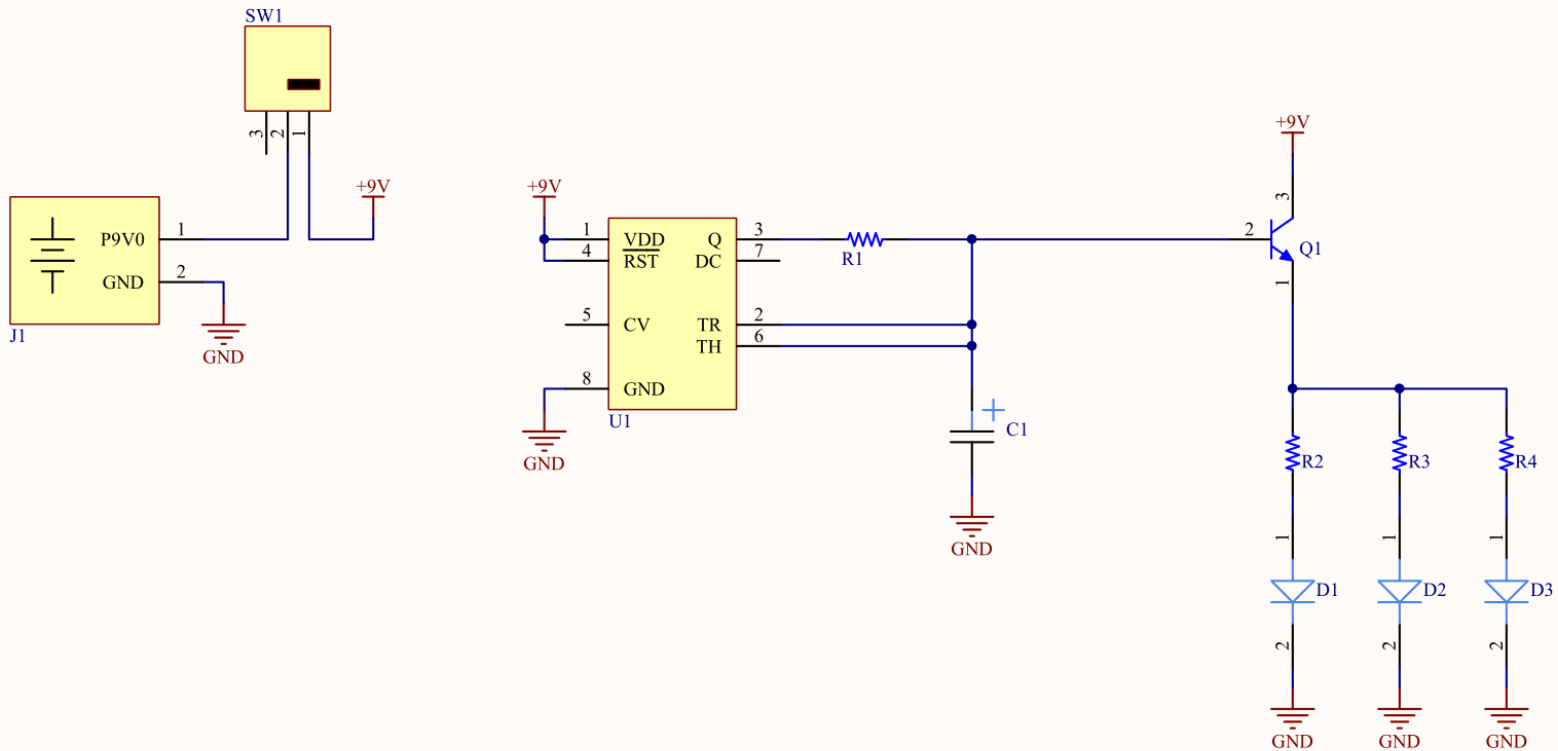 SW1
3
2
1
P9V0
1
GND
2
J1
GND
+9V
+9V
1 VDD Q 3
4 RST DC 7
5 CV TR 2
TH 6
8 GND
U1
GND
R1
C1
GND
+9V
3
2
Q1
1
R2
R3
R4
1
1
1
D1
D2
D3
2
2
2
GND
GND
GND